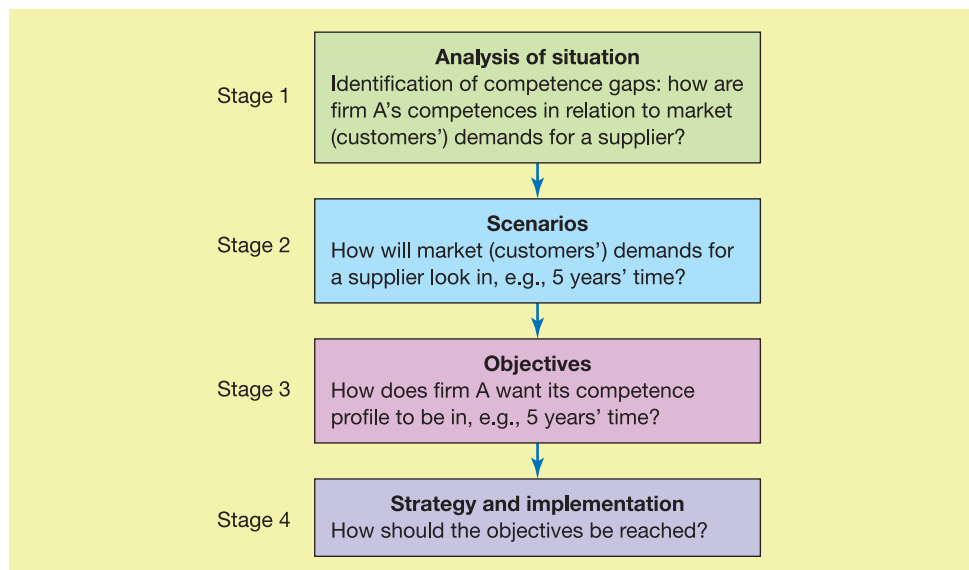 Stage 1
Analysis of situation
Identification of competence gaps: how are
firm A’s competences in relation to market
(customers’) demands for a supplier?
Stage 2
Scenarios
How will market (customers’) demands for
a supplier look in, e.g., 5 years’ time?
Stage 3
Objectives
How does firm A want its competence
profile to be in, e.g., 5 years’ time?
Stage 4
Strategy and implementation
How should the objectives be reached?